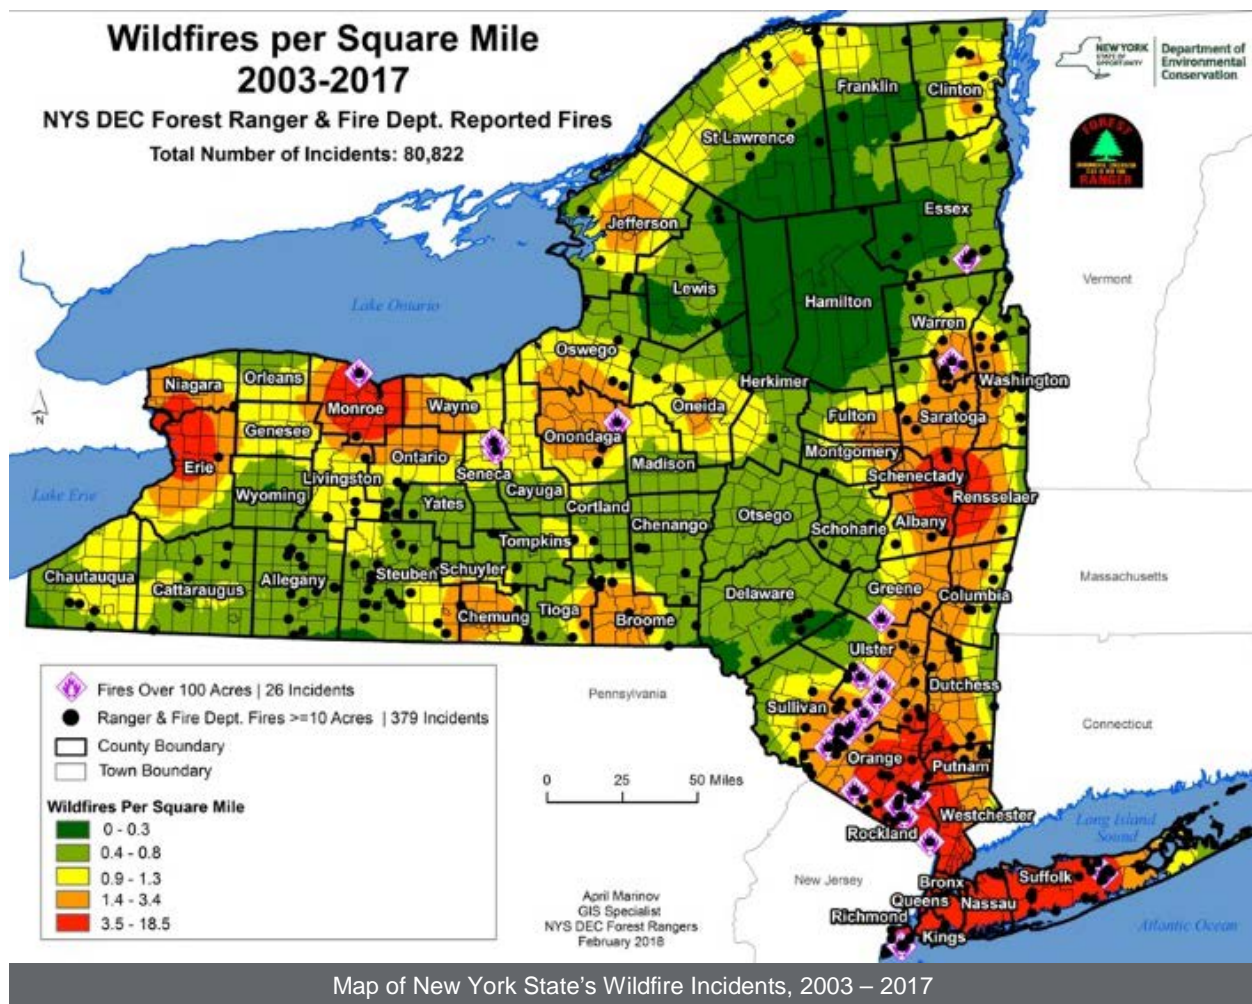 Wildfires per Square Mile
2003-2017
NYS DEC Forest Ranger & Fire Dept. Reported Fires
Total Number of Incidents: 80,822
NEW YORK
STATE OF
OPPORTUNITY
Department of
Environmental
Conservation
FOREST
RANGER
Franklin
Clinton
St Lawrence
Essex
Jefferson
Lewis
Hamilton
Vermont
Lake Ontario
Warren
Oswego
Herkimer
Washington
Niagara
Orleans
Monroe
Wayne
Oneida
Fulton
Saratoga
Genesee
Onondaga
Montgomery
Erie
Ontario
Seneca
Madison
Schenectady
Livingston
Lake Erie
Wyoming
Yates
Cayuga
Cortland
Rensselaer
Otsego
Schoharie
Albany
Chenango
Tompkins
Chautauqua
Cattaraugus
Allegany
Steuben
Schuyler
Massachusetts
Delaware
Greene
Columbia
Chemung
Tioga
Broome
Ulster
Pennsylvania
Dutchess
Sullivan
Connecticut
Orange
Putnam
Westchester
Rockland
Long Island
Sound
New Jersey
Bronx
Suffolk
Queens
Nassau
Richmond
Kings
Atlantic Ocean
N
Fires Over 100 Acres | 26 Incidents
Ranger & Fire Dept. Fires >=10 Acres | 379 Incidents
County Boundary
Town Boundary
Wildfires Per Square Mile
0 - 0.3
0.4 - 0.8
0.9 - 1.3
1.4 - 3.4
3.5 - 18.5
0 25 50 Miles
April Marinov
GIS Specialist
NYS DEC Forest Rangers
February 2018
Map of New York State's Wildfire Incidents, 2003 – 2017